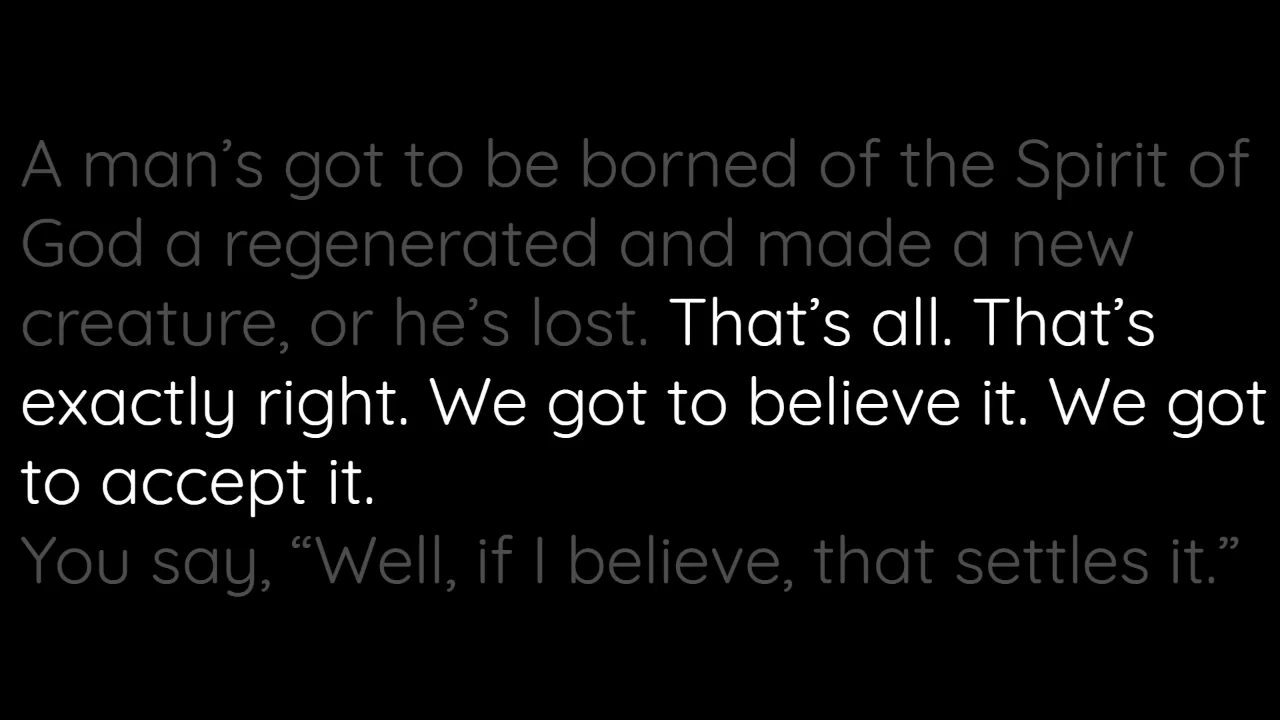 A man’s got to be borned of the Spirit of
God a regenerated and made a new
creature, or he’s lost. That’s all. That’s
exactly right. We got to believe it. We got
to accept it.
You say, “Well, if I believe, that settles it.”